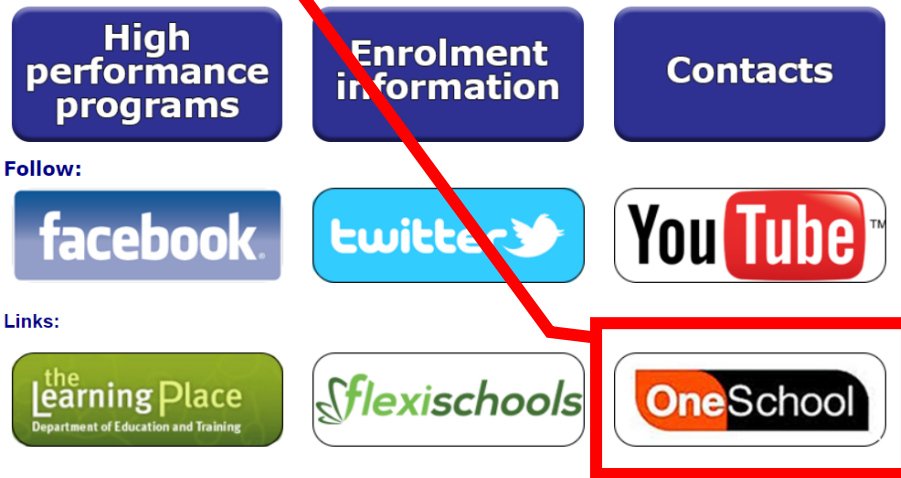 High
performance
programs
Enrolment
information
Contacts
Follow:
facebook.
twitter
YouTube™
Links:
the
Learning Place
Department of Education and Training
flexischools
OneSchool